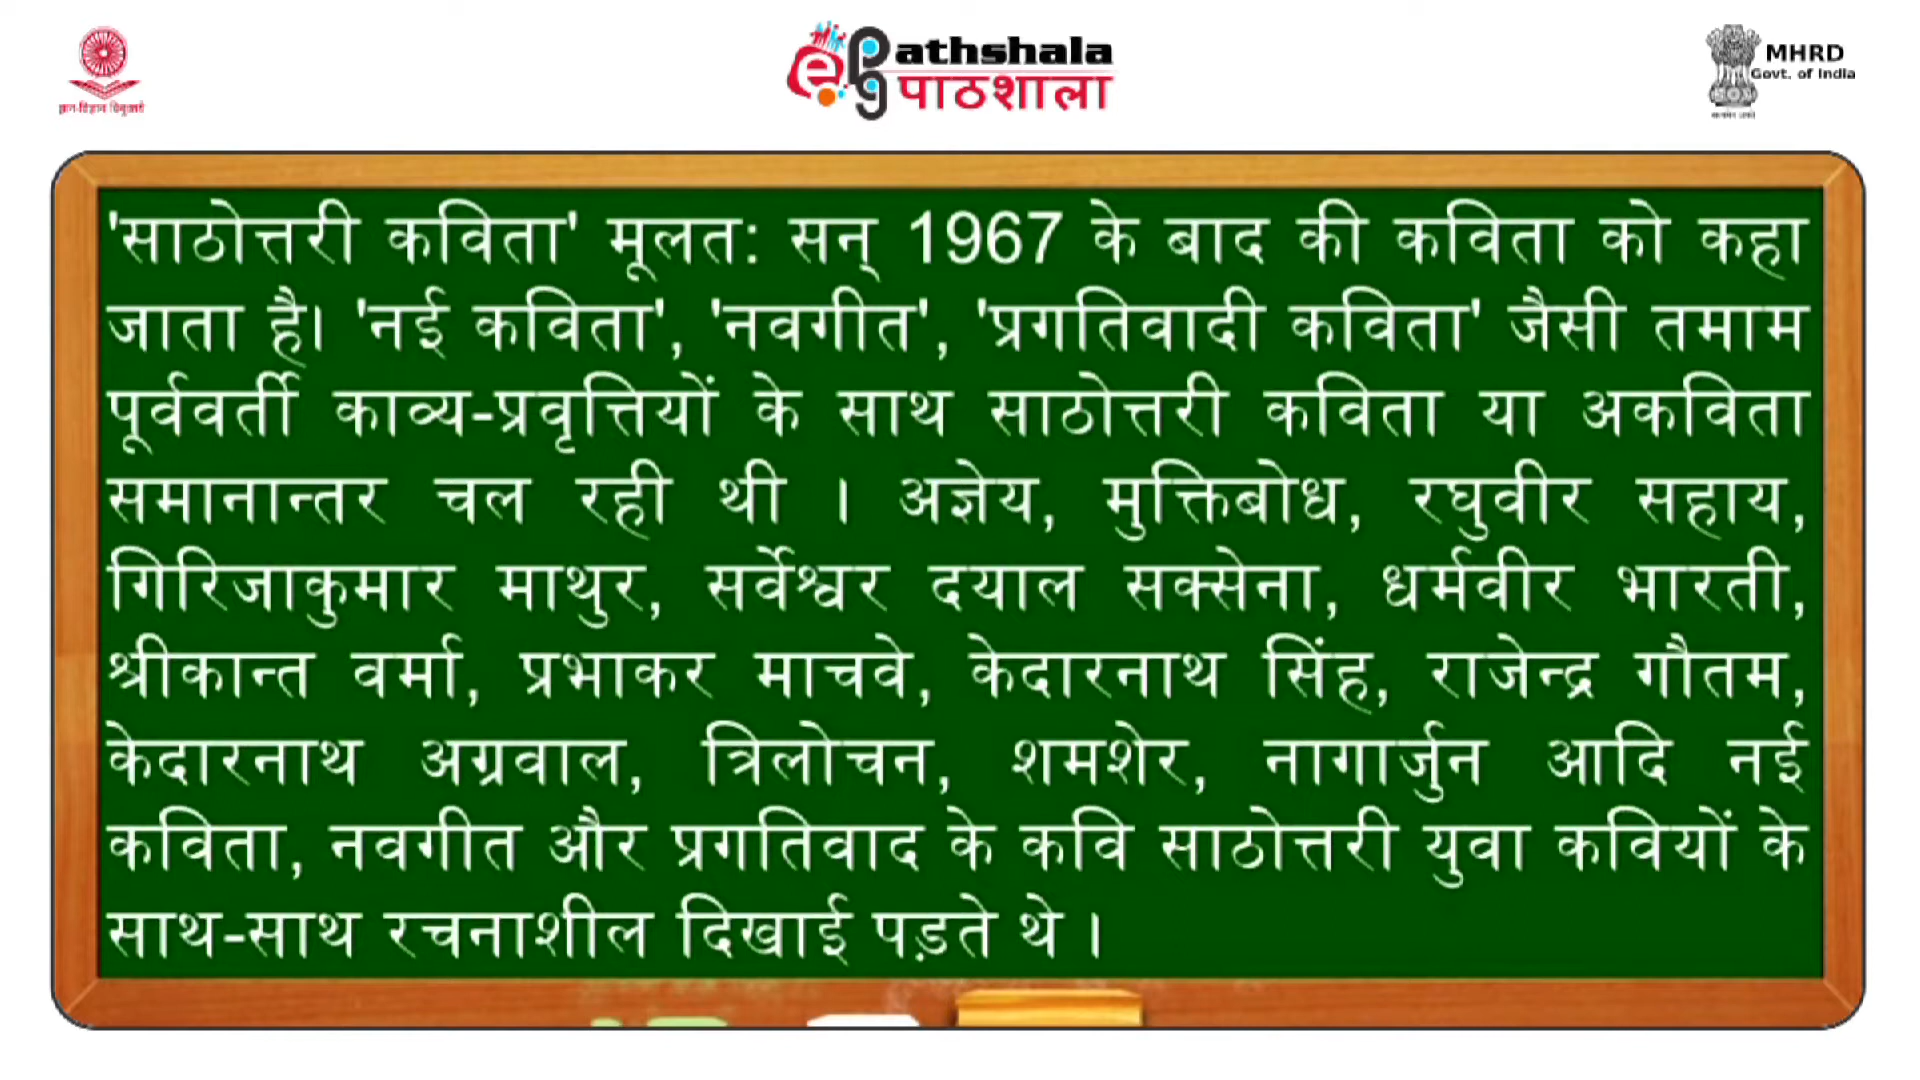 ज्ञान-विज्ञान विमुक्तये
e Pg athshala
पाठशाला
MHRD
Govt. of India
'साठोत्तरी कविता' मूलत: सन् 1967 के बाद की कविता को कहा
जाता है। 'नई कविता', 'नवगीत', 'प्रगतिवादी कविता' जैसी तमाम
पूर्ववर्ती काव्य-प्रवृत्तियों के साथ साठोत्तरी कविता या अकविता
समानान्तर चल रही थी । अज्ञेय, मुक्तिबोध, रघुवीर सहाय,
गिरिजाकुमार माथुर, सर्वेश्वर दयाल सक्सेना, धर्मवीर भारती,
श्रीकान्त वर्मा, प्रभाकर माचवे, केदारनाथ सिंह, राजेन्द्र गौतम,
केदारनाथ अग्रवाल, त्रिलोचन, शमशेर, नागार्जुन आदि नई
कविता, नवगीत और प्रगतिवाद के कवि साठोत्तरी युवा कवियों के
साथ-साथ रचनाशील दिखाई पड़ते थे ।